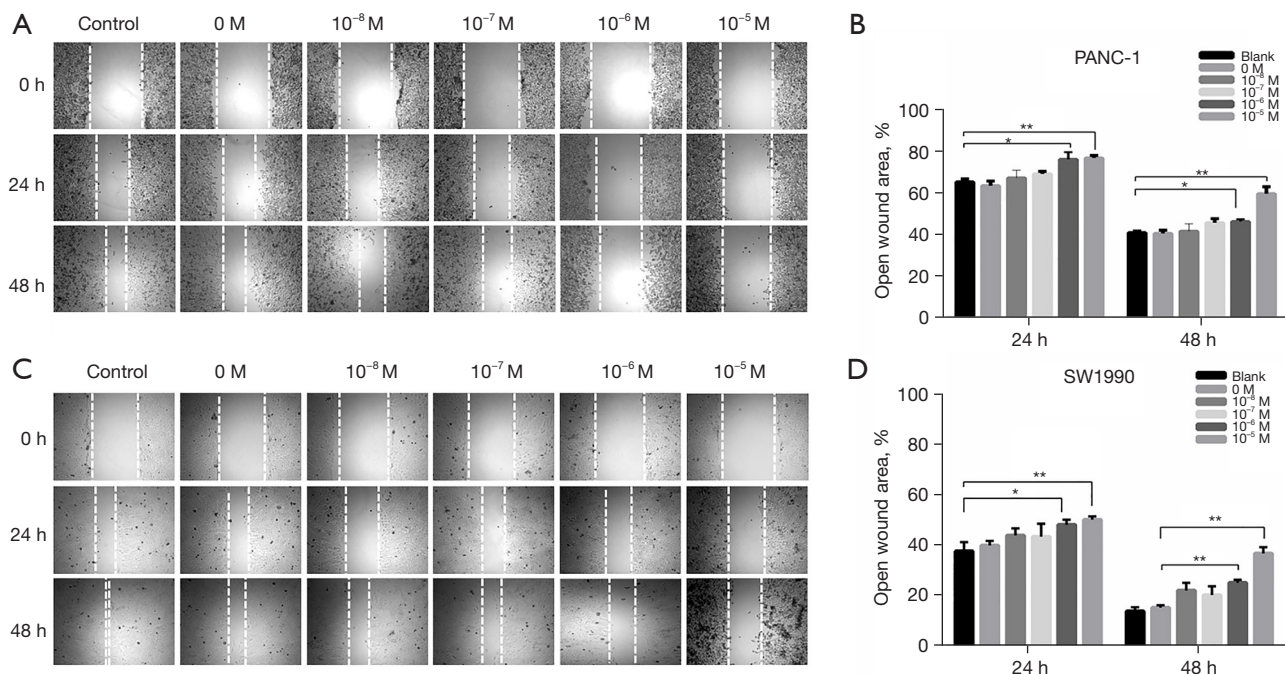 A
Control 0 M 10⁻⁸ M 10⁻⁷ M 10⁻⁶ M 10⁻⁵ M
0 h
24 h
48 h
B
PANC-1
Blank
0 M
10⁻⁸ M
10⁻⁷ M
10⁻⁶ M
10⁻⁵ M
Open wound area, %
100
80
60
40
20
0
**
*
**
*
24 h 48 h
C
Control 0 M 10⁻⁸ M 10⁻⁷ M 10⁻⁶ M 10⁻⁵ M
0 h
24 h
48 h
D
SW1990
Blank
0 M
10⁻⁸ M
10⁻⁷ M
10⁻⁶ M
10⁻⁵ M
Open wound area, %
100
80
60
40
20
0
**
*
**
**
24 h 48 h